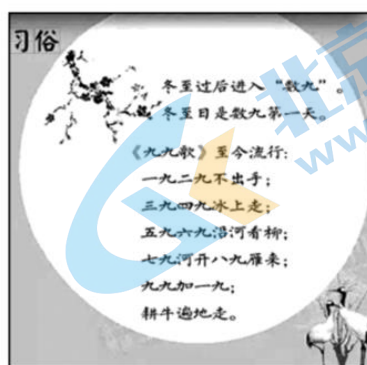 习俗
冬至过后进入“数九”。
冬至日是数九第一天。
《九九歌》至今流行:
一九二九不出手;
三九四九冰上走;
五九六九沿河看柳;
七九河开八九雁来;
九九加一九;
耕牛遍地走。
北京
www